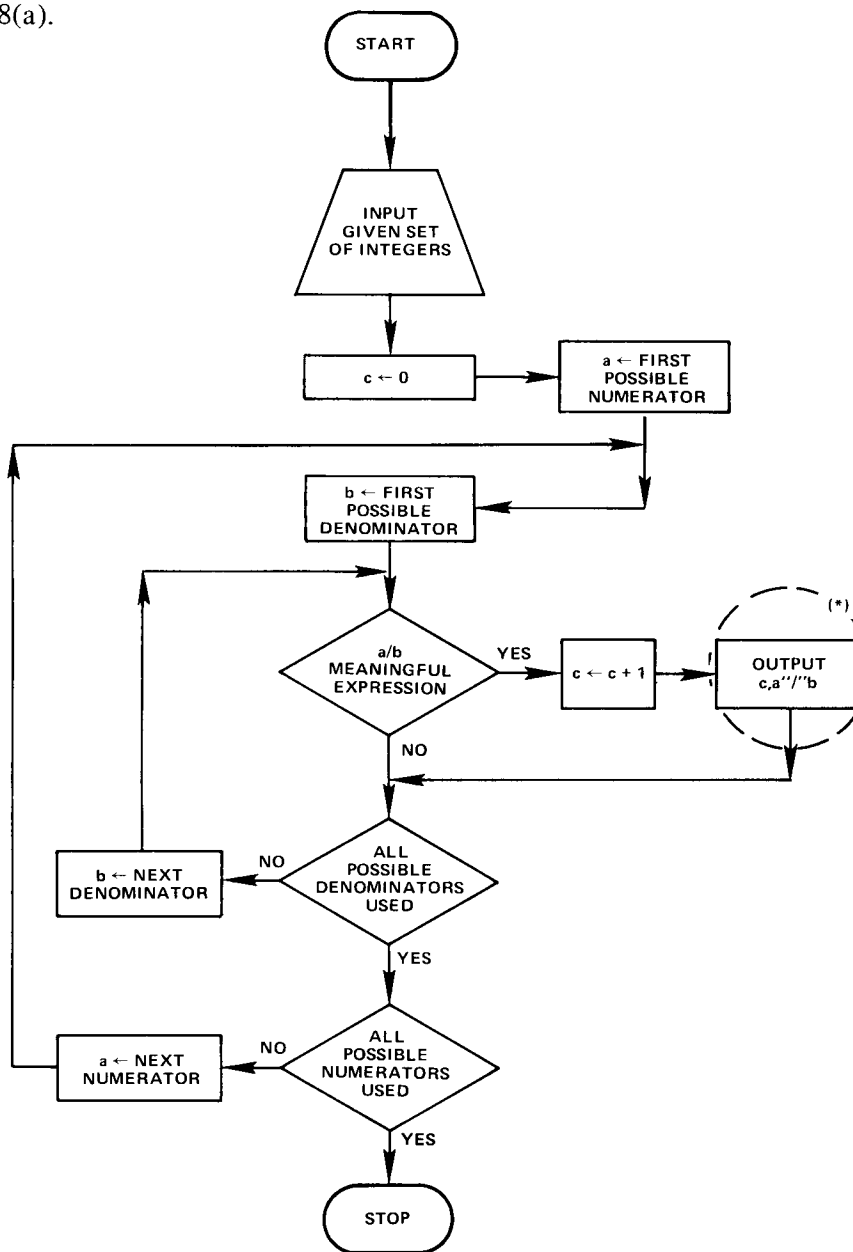 8(a).
START
INPUT
GIVEN SET
OF INTEGERS
c ← 0
a ← FIRST
POSSIBLE
NUMERATOR
b ← FIRST
POSSIBLE
DENOMINATOR
(*)
a/b
MEANINGFUL
EXPRESSION
YES
c ← c + 1
OUTPUT
c,a''/''b
NO
ALL
POSSIBLE
DENOMINATORS
USED
NO
b ← NEXT
DENOMINATOR
YES
ALL
POSSIBLE
NUMERATORS
USED
NO
a ← NEXT
NUMERATOR
YES
STOP